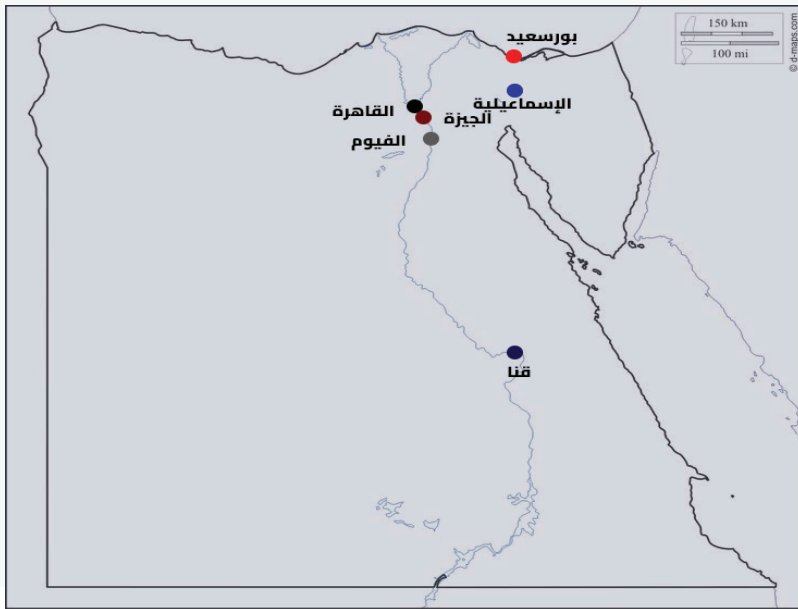 150 km
100 mi
© d-maps.com
بورسعيد
الإسماعيلية
القاهرة
الجيزة
الفيوم
قنا